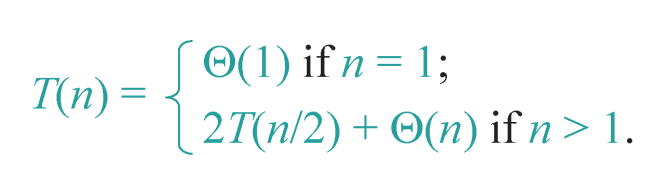 T(n) = { Θ(1) if n = 1;
2T(n/2) + Θ(n) if n > 1.